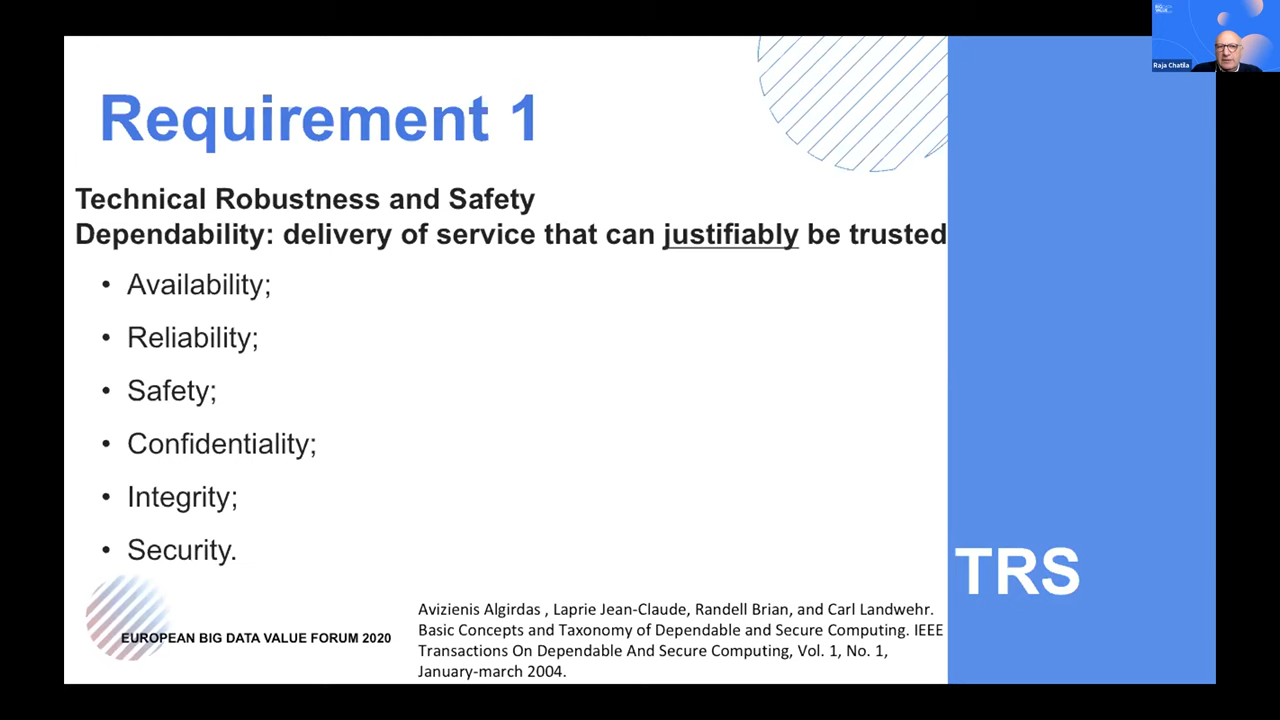 Raja Chatila
Requirement 1
Technical Robustness and Safety
Dependability: delivery of service that can justifiably be trusted
• Availability;
• Reliability;
• Safety;
• Confidentiality;
• Integrity;
• Security.
TRS
Avizienis Algirdas , Laprie Jean-Claude, Randell Brian, and Carl Landwehr.
Basic Concepts and Taxonomy of Dependable and Secure Computing. IEEE
Transactions On Dependable And Secure Computing, Vol. 1, No. 1,
January-march 2004.
EUROPEAN BIG DATA VALUE FORUM 2020